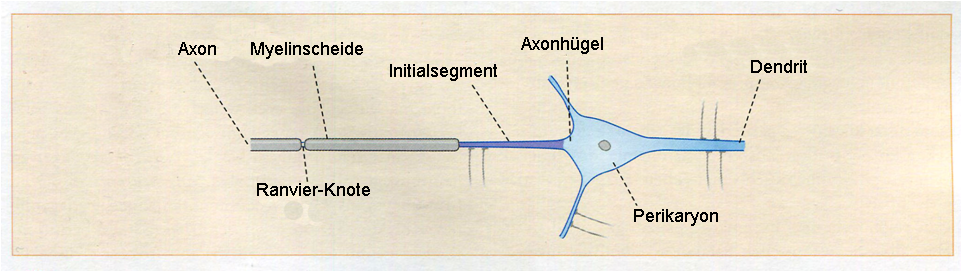 Axon
Myelinscheide
Initialsegment
Axonhügel
Dendrit
Ranvier-Knote
Perikaryon